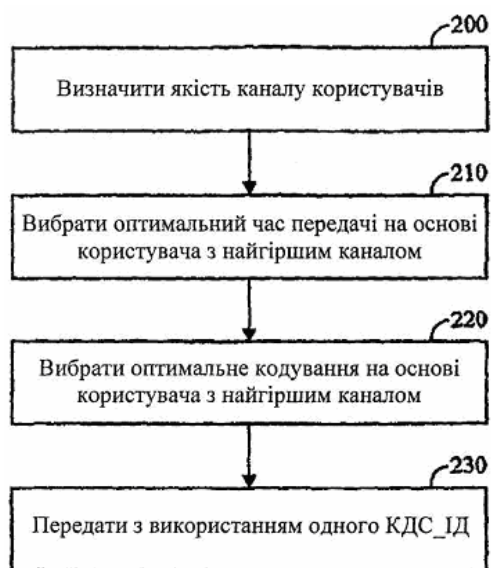 200
Визначити якість каналу користувачів
210
Вибрати оптимальний час передачі на основі
користувача з найгіршим каналом
220
Вибрати оптимальне кодування на основі
користувача з найгіршим каналом
230
Передати з використанням одного КДС_ІД